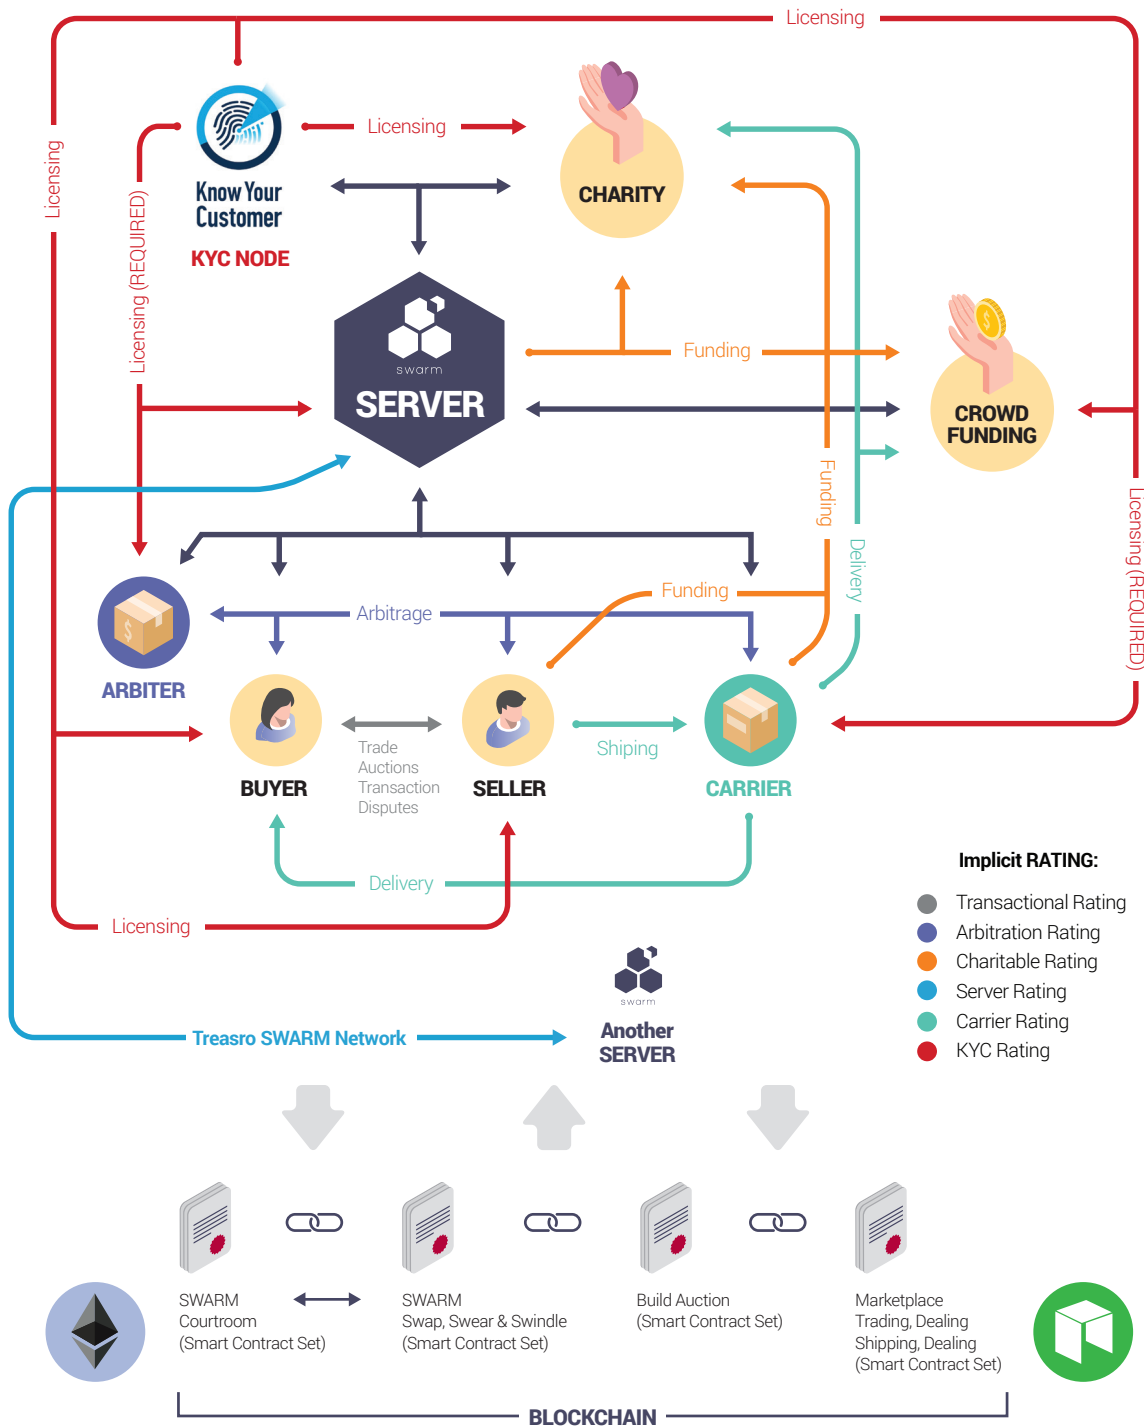 Licensing
Licensing
Licensing
Licensing (REQUIRED)
Know Your
Customer
KYC NODE
CHARITY
swarm
SERVER
Funding
CROWD
FUNDING
Funding
Delivery
Licensing (REQUIRED)
Funding
Arbitrage
ARBITER
BUYER
Trade
Auctions
Transaction
Disputes
SELLER
Shiping
CARRIER
Delivery
Licensing
Implicit RATING:
Transactional Rating
Arbitration Rating
Charitable Rating
Server Rating
Carrier Rating
KYC Rating
swarm
Another
SERVER
Treasro SWARM Network
SWARM
Courtroom
(Smart Contract Set)
SWARM
Swap, Swear & Swindle
(Smart Contract Set)
Build Auction
(Smart Contract Set)
Marketplace
Trading, Dealing
Shipping, Dealing
(Smart Contract Set)
BLOCKCHAIN